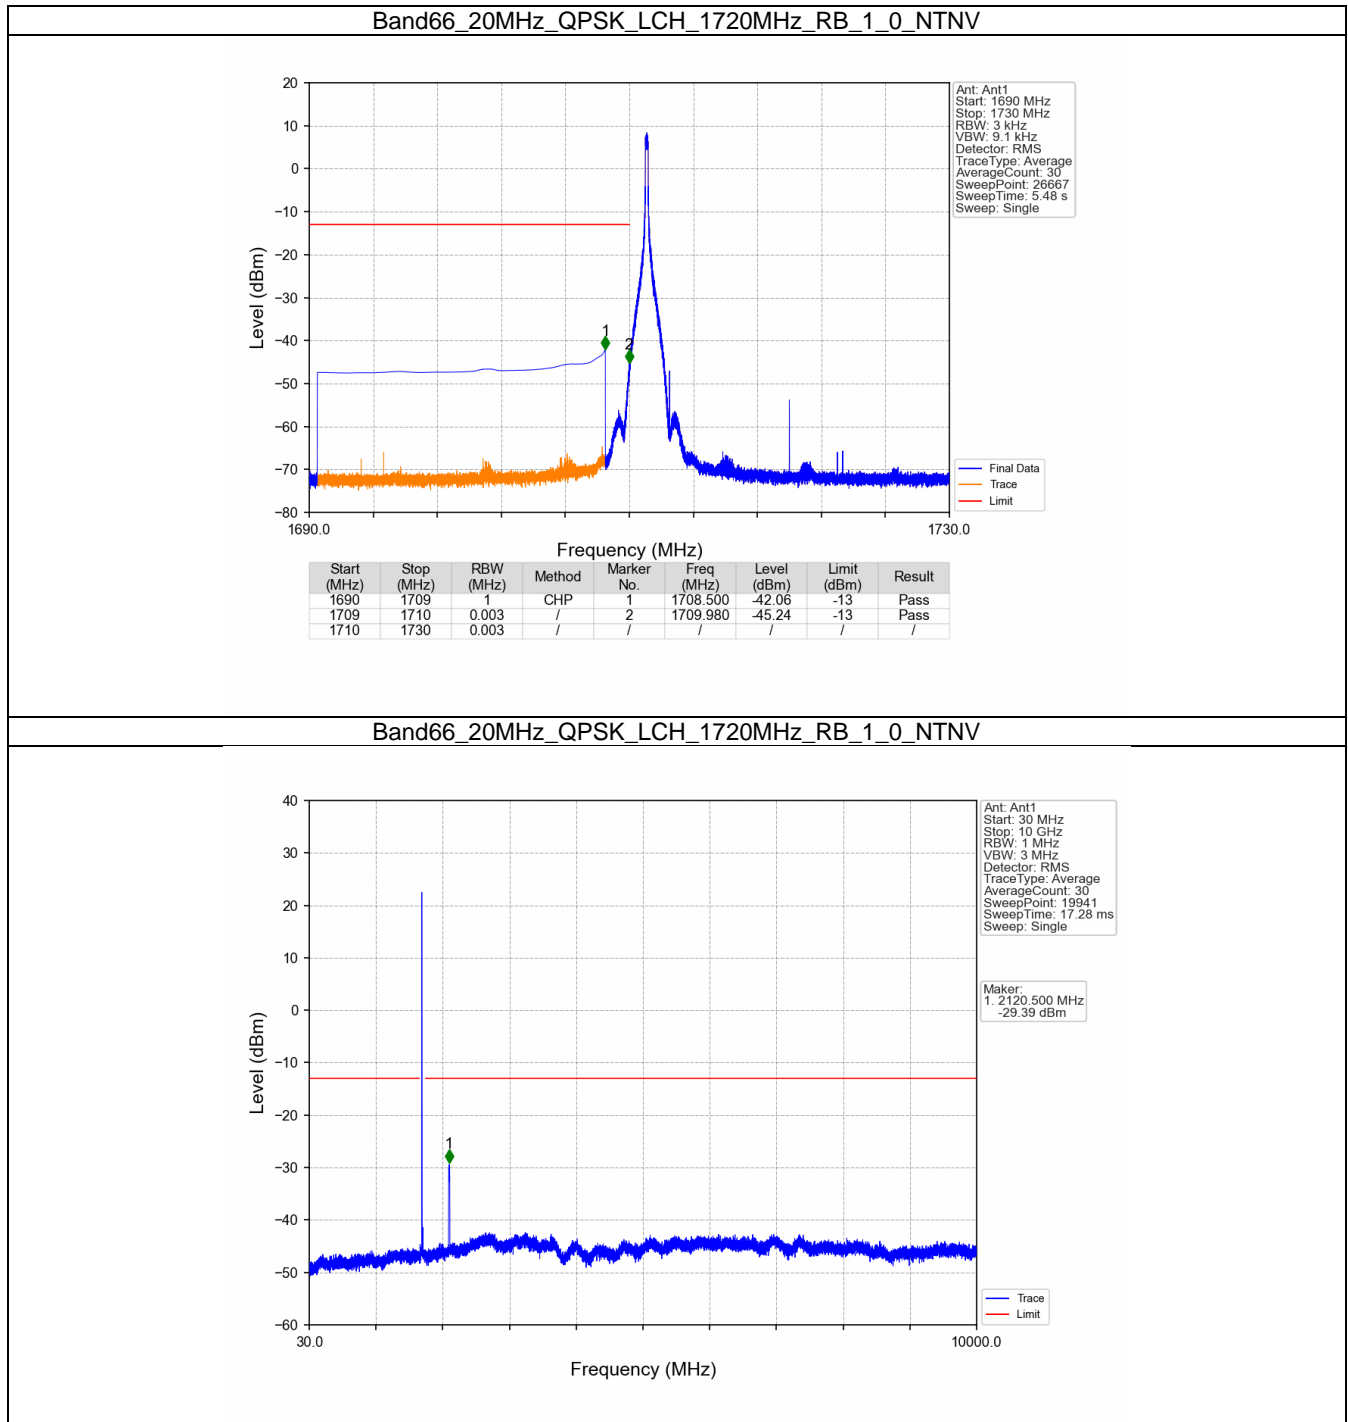 Band66_20MHz_QPSK_LCH_1720MHz_RB_1_0_NTNV
20
10
0
−10
−20
−30
−40
−50
−60
−70
−80
Level (dBm)
1
2
Ant: Ant1
Start: 1690 MHz
Stop: 1730 MHz
RBW: 3 kHz
VBW: 9.1 kHz
Detector: RMS
TraceType: Average
AverageCount: 30
SweepPoint: 26667
SweepTime: 5.48 s
Sweep: Single
Final Data
Trace
Limit
1690.0 1730.0
Frequency (MHz)
Start (MHz) Stop (MHz) RBW (MHz) Method Marker No. Freq (MHz) Level (dBm) Limit (dBm) Result
1690 1709 1 CHP 1 1708.500 -42.06 -13 Pass
1709 1710 0.003 / 2 1709.980 -45.24 -13 Pass
1710 1730 0.003 / / / / / /
Band66_20MHz_QPSK_LCH_1720MHz_RB_1_0_NTNV
40
30
20
10
0
−10
−20
−30
−40
−50
−60
Level (dBm)
1
Ant: Ant1
Start: 30 MHz
Stop: 10 GHz
RBW: 1 MHz
VBW: 3 MHz
Detector: RMS
TraceType: Average
AverageCount: 30
SweepPoint: 19941
SweepTime: 17.28 ms
Sweep: Single
Maker:
1. 2120.500 MHz
-29.39 dBm
Trace
Limit
30.0 10000.0
Frequency (MHz)